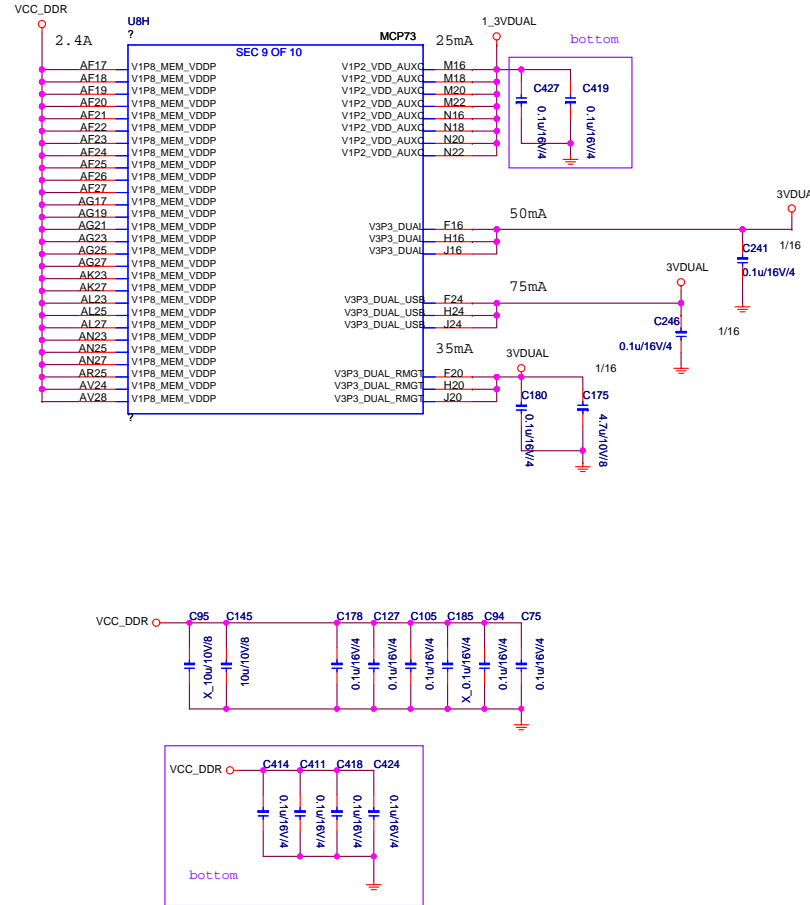 VCC_DDR
U8H
?
MCP73
2.4A
25mA
1_3VDUAL
bottom
SEC 9 OF 10
AF17 V1P8_MEM_VDDP V1P2_VDD_AUXC M16
AF18 V1P8_MEM_VDDP V1P2_VDD_AUXC M18
AF19 V1P8_MEM_VDDP V1P2_VDD_AUXC M20
AF20 V1P8_MEM_VDDP V1P2_VDD_AUXC M22
AF21 V1P8_MEM_VDDP V1P2_VDD_AUXC N16
AF22 V1P8_MEM_VDDP V1P2_VDD_AUXC N18
AF23 V1P8_MEM_VDDP V1P2_VDD_AUXC N20
AF24 V1P8_MEM_VDDP V1P2_VDD_AUXC N22
AF25 V1P8_MEM_VDDP
AF26 V1P8_MEM_VDDP
AF27 V1P8_MEM_VDDP
AG17 V1P8_MEM_VDDP
AG19 V1P8_MEM_VDDP
AG21 V1P8_MEM_VDDP V3P3_DUAL F16
AG23 V1P8_MEM_VDDP V3P3_DUAL H16
AG25 V1P8_MEM_VDDP V3P3_DUAL J16
AG27 V1P8_MEM_VDDP
AK23 V1P8_MEM_VDDP
AK27 V1P8_MEM_VDDP
AL23 V1P8_MEM_VDDP V3P3_DUAL_USB F24
AL25 V1P8_MEM_VDDP V3P3_DUAL_USB H24
AL27 V1P8_MEM_VDDP V3P3_DUAL_USB J24
AN23 V1P8_MEM_VDDP
AN25 V1P8_MEM_VDDP
AN27 V1P8_MEM_VDDP
AR25 V1P8_MEM_VDDP V3P3_DUAL_RMGT F20
AV24 V1P8_MEM_VDDP V3P3_DUAL_RMGT H20
AV28 V1P8_MEM_VDDP V3P3_DUAL_RMGT J20
?
C427 C419
0.1u/16V/4 0.1u/16V/4
50mA
3VDUA
C241
1/16
0.1u/16V/4
75mA
3VDUAL
C246
1/16
0.1u/16V/4
35mA
3VDUAL
1/16
C180 C175
0.1u/16V/4 4.7u/10V/8
VCC_DDR
C95 C145 C178 C127 C105 C185 C94 C75
X_10u/10V/8 10u/10V/8 0.1u/16V/4 0.1u/16V/4 0.1u/16V/4 X_0.1u/16V/4 0.1u/16V/4 0.1u/16V/4
VCC_DDR
C414 C411 C418 C424
0.1u/16V/4 0.1u/16V/4 0.1u/16V/4 0.1u/16V/4
bottom